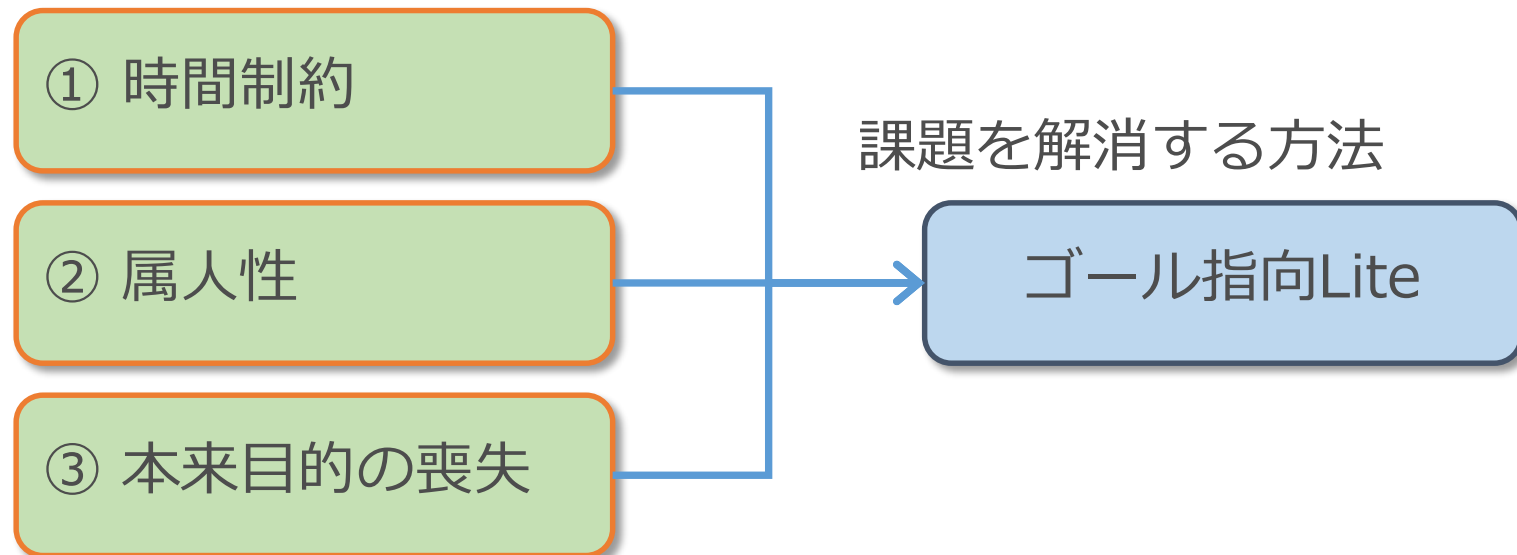 ① 時間制約
課題を解消する方法
② 属人性
ゴール指向Lite
③ 本来目的の喪失